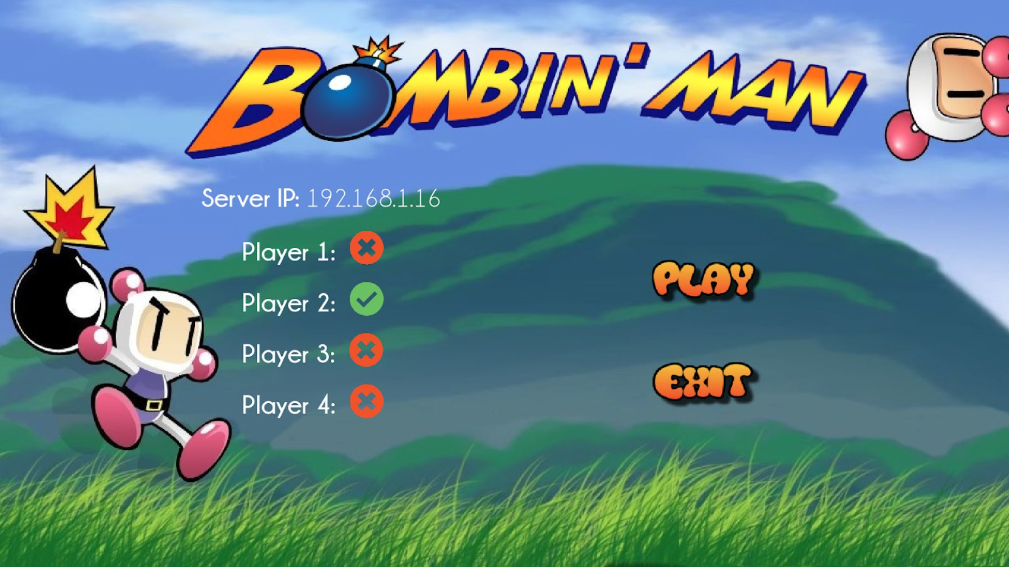 BOMBIN' MAN
Server IP: 192.168.1.16
Player 1:
Player 2:
Player 3:
Player 4:
PLAY
EXIT